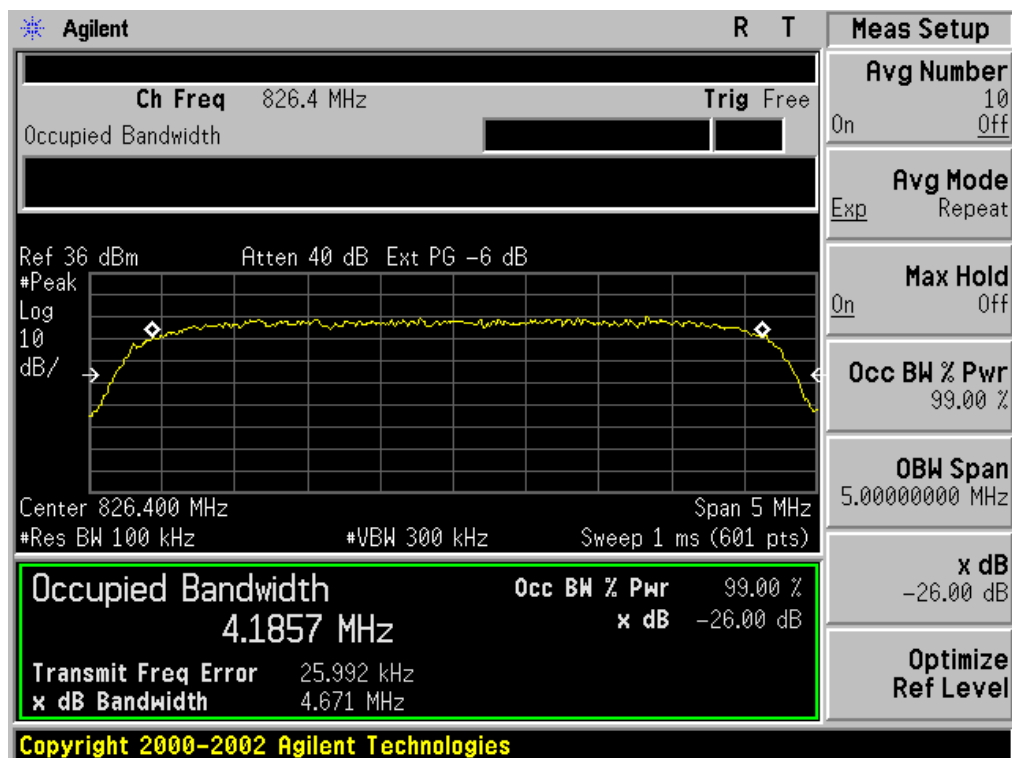 Agilent R T
Ch Freq 826.4 MHz Trig Free
Occupied Bandwidth
Ref 36 dBm Atten 40 dB Ext PG -6 dB
#Peak
Log
10
dB/
Center 826.400 MHz Span 5 MHz
#Res BW 100 kHz #VBW 300 kHz Sweep 1 ms (601 pts)
Occupied Bandwidth Occ BW % Pwr 99.00 %
4.1857 MHz x dB -26.00 dB
Transmit Freq Error 25.992 kHz
x dB Bandwidth 4.671 MHz
Copyright 2000-2002 Agilent Technologies
Meas Setup
Avg Number
10
On Off
Avg Mode
Exp Repeat
Max Hold
On Off
Occ BW % Pwr
99.00 %
OBW Span
5.00000000 MHz
x dB
-26.00 dB
Optimize
Ref Level